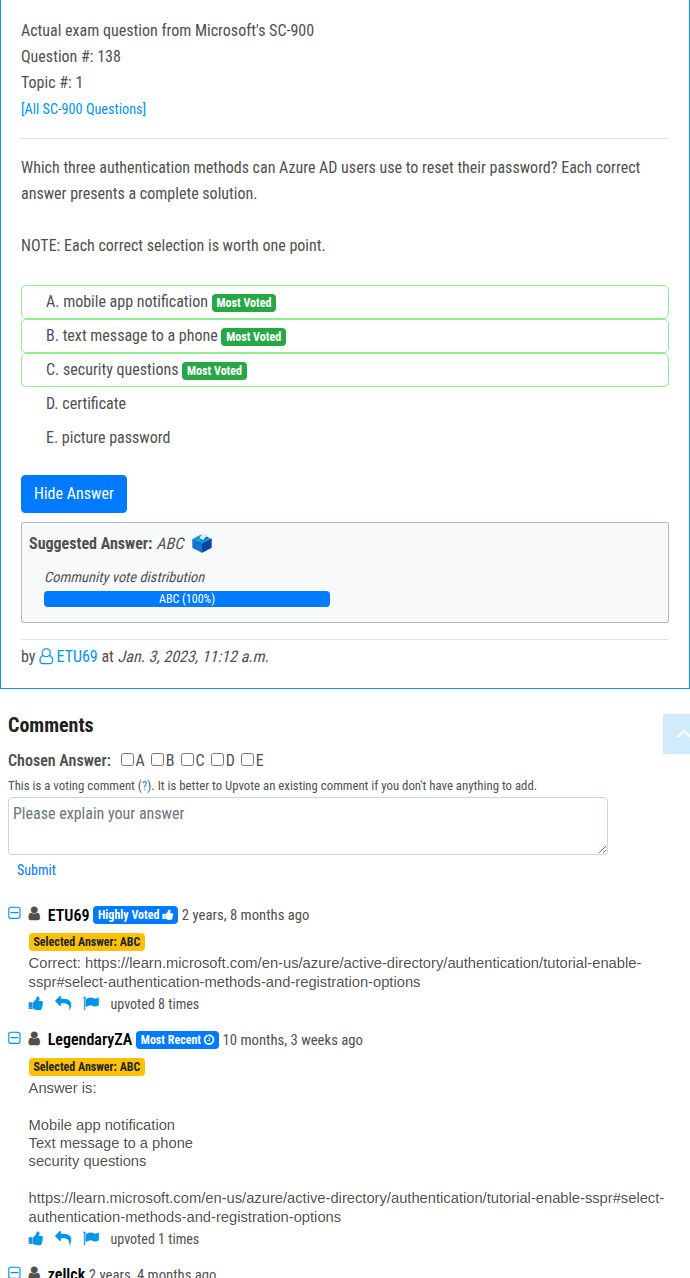 Actual exam question from Microsoft's SC-900
Question #: 138
Topic #: 1
[All SC-900 Questions]
Which three authentication methods can Azure AD users use to reset their password? Each correct
answer presents a complete solution.
NOTE: Each correct selection is worth one point.
A. mobile app notification Most Voted
B. text message to a phone Most Voted
C. security questions Most Voted
D. certificate
E. picture password
Hide Answer
Suggested Answer: ABC
Community vote distribution
ABC (100%)
by ETU69 at Jan. 3, 2023, 11:12 a.m.
Comments
Chosen Answer: A B C D E
This is a voting comment (?). It is better to Upvote an existing comment if you don't have anything to add.
Please explain your answer
Submit
ETU69 Highly Voted 2 years, 8 months ago
Selected Answer: ABC
Correct: https://learn.microsoft.com/en-us/azure/active-directory/authentication/tutorial-enable-
sspr#select-authentication-methods-and-registration-options
upvoted 8 times
LegendaryZA Most Recent 10 months, 3 weeks ago
Selected Answer: ABC
Answer is:
Mobile app notification
Text message to a phone
security questions
https://learn.microsoft.com/en-us/azure/active-directory/authentication/tutorial-enable-sspr#select-
authentication-methods-and-registration-options
upvoted 1 times
zellck 2 years, 4 months ago